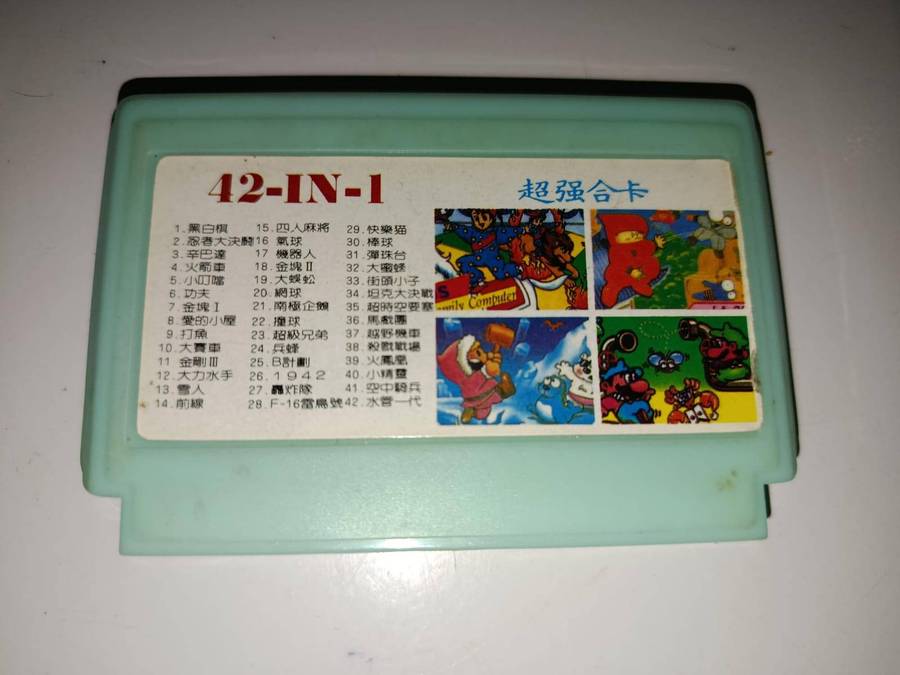 42-IN-1
超强合卡
1.黑白棋
2.忍者大決鬪
3.辛巴達
4.火箭車
5.小叮噹
6.功夫
7.金塊I
8.愛的小屋
9.打魚
10.大賽車
11 金剛III
12.大力水手
13.雪人
14.前線
15.四人麻將
16 氣球
17 機器人
18.金塊II
19.大蜈蚣
20.網球
21.南極企鵝
22.撞球
23.超級兄弟
24.兵蜂
25.B計劃
26.1942
27.轟炸隊
28.F-16雷鳥號
29.快樂猫
30.棒球
31.彈珠台
32.大蜜蜂
33.街頭小子
34.坦克大決戰
35.超時空要塞
36.馬戲團
37.越野機車
38.殺戮戰場
39.火鳳凰
40.小精靈
41.空中騎兵
42.水管一代
Family Computer